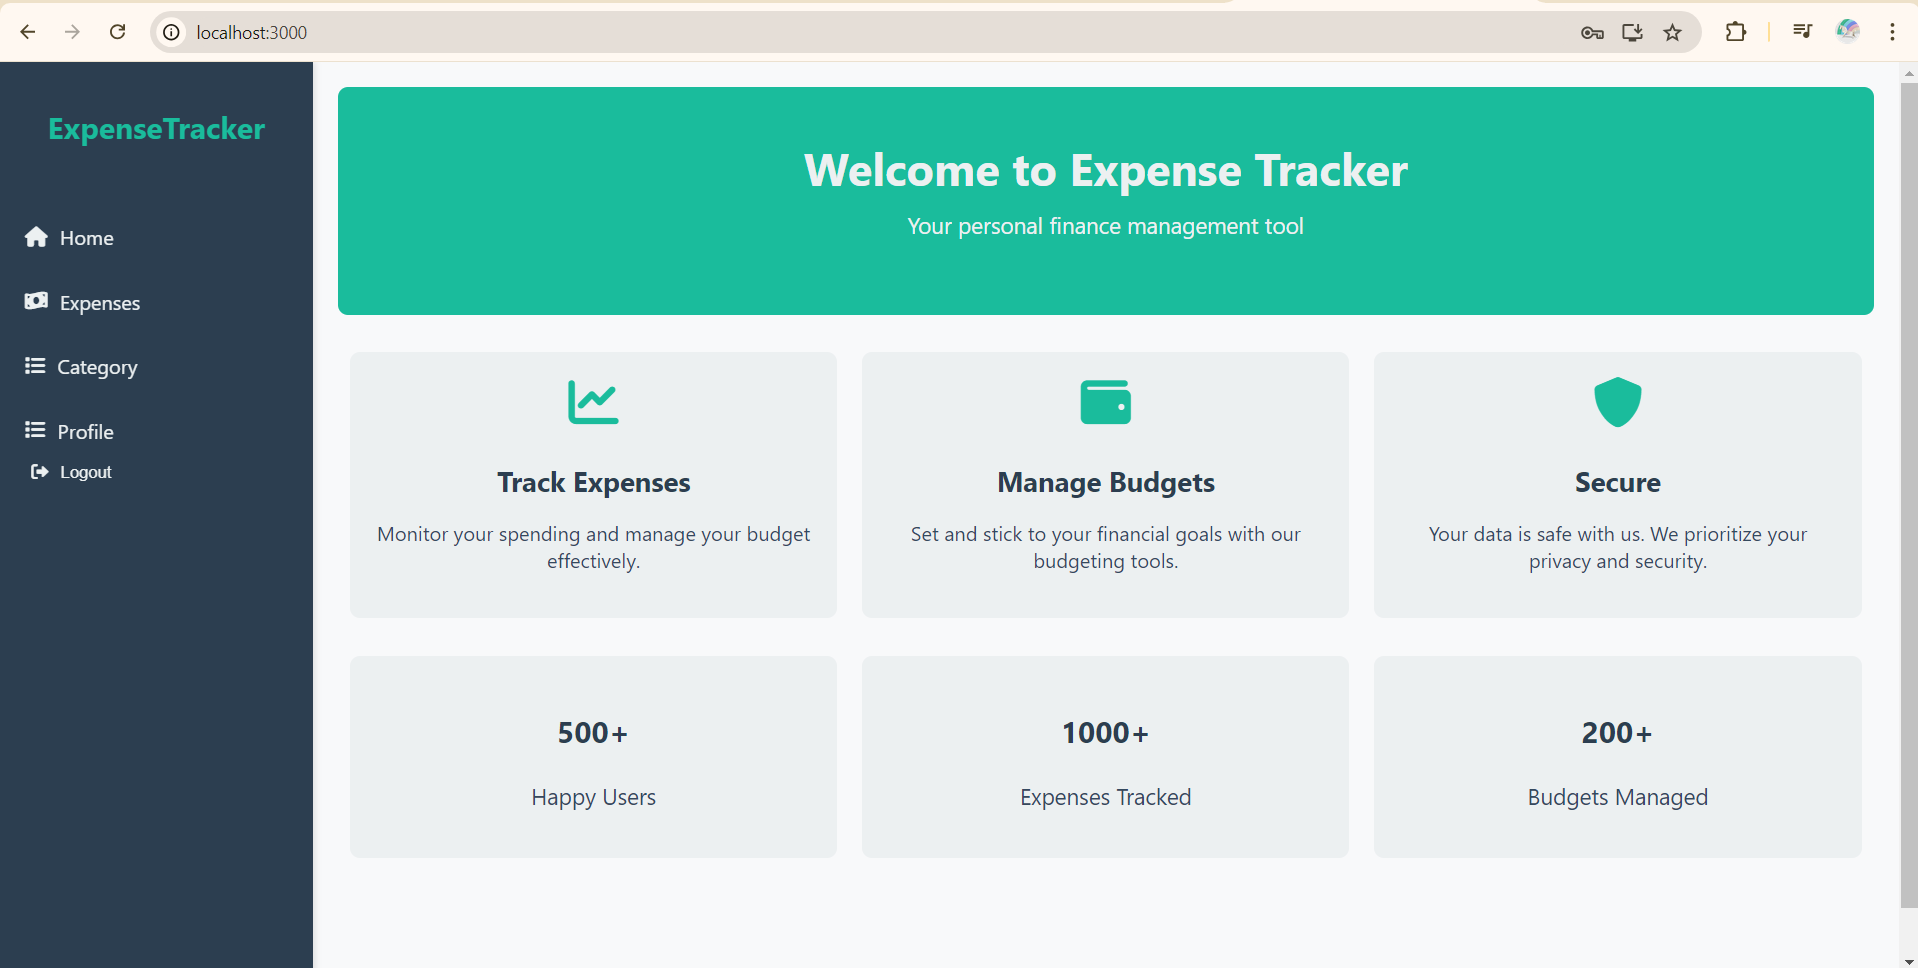 localhost:3000
ExpenseTracker
Home
Expenses
Category
Profile
Logout
Welcome to Expense Tracker
Your personal finance management tool
Track Expenses
Monitor your spending and manage your budget
effectively.
Manage Budgets
Set and stick to your financial goals with our
budgeting tools.
Secure
Your data is safe with us. We prioritize your
privacy and security.
500+
Happy Users
1000+
Expenses Tracked
200+
Budgets Managed